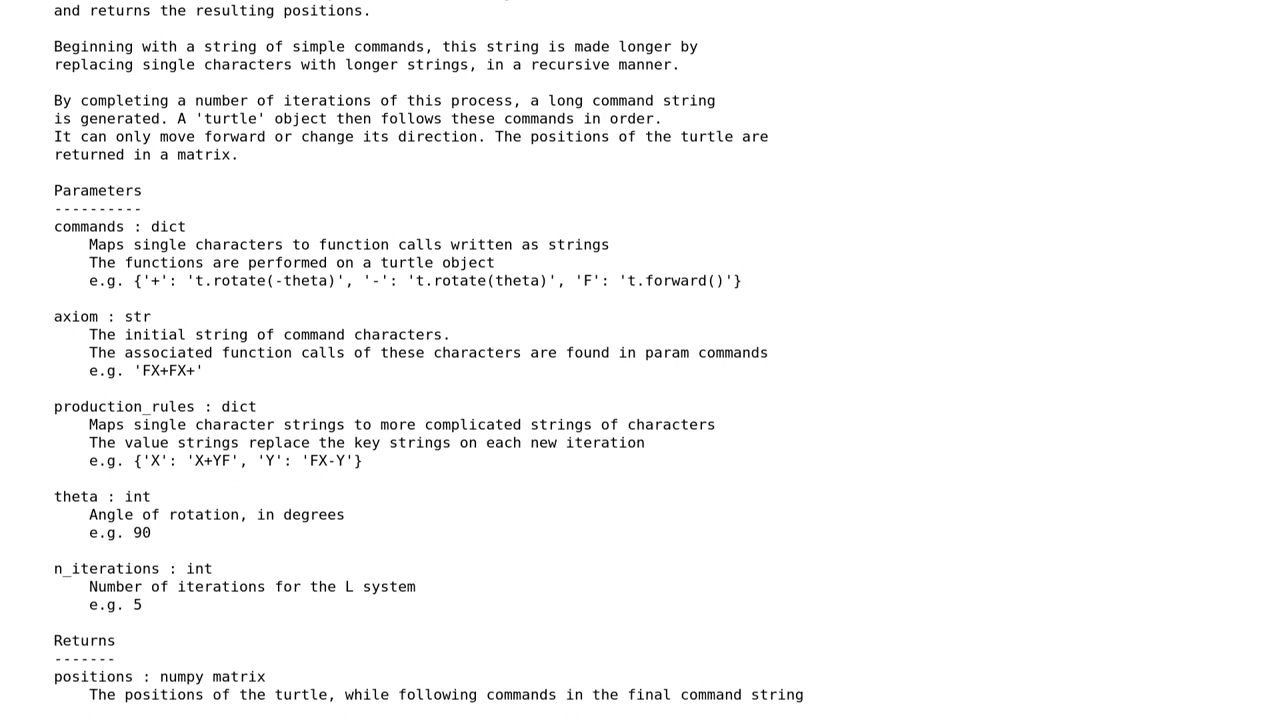 and returns the resulting positions.
Beginning with a string of simple commands, this string is made longer by
replacing single characters with longer strings, in a recursive manner.
By completing a number of iterations of this process, a long command string
is generated. A 'turtle' object then follows these commands in order.
It can only move forward or change its direction. The positions of the turtle are
returned in a matrix.
Parameters
----------
commands : dict
Maps single characters to function calls written as strings
The functions are performed on a turtle object
e.g. {'+': 't.rotate(-theta)', '-': 't.rotate(theta)', 'F': 't.forward()'}
axiom : str
The initial string of command characters.
The associated function calls of these characters are found in param commands
e.g. 'FX+FX+'
production_rules : dict
Maps single character strings to more complicated strings of characters
The value strings replace the key strings on each new iteration
e.g. {'X': 'X+YF', 'Y': 'FX-Y'}
theta : int
Angle of rotation, in degrees
e.g. 90
n_iterations : int
Number of iterations for the L system
e.g. 5
Returns
-------
positions : numpy matrix
The positions of the turtle, while following commands in the final command string